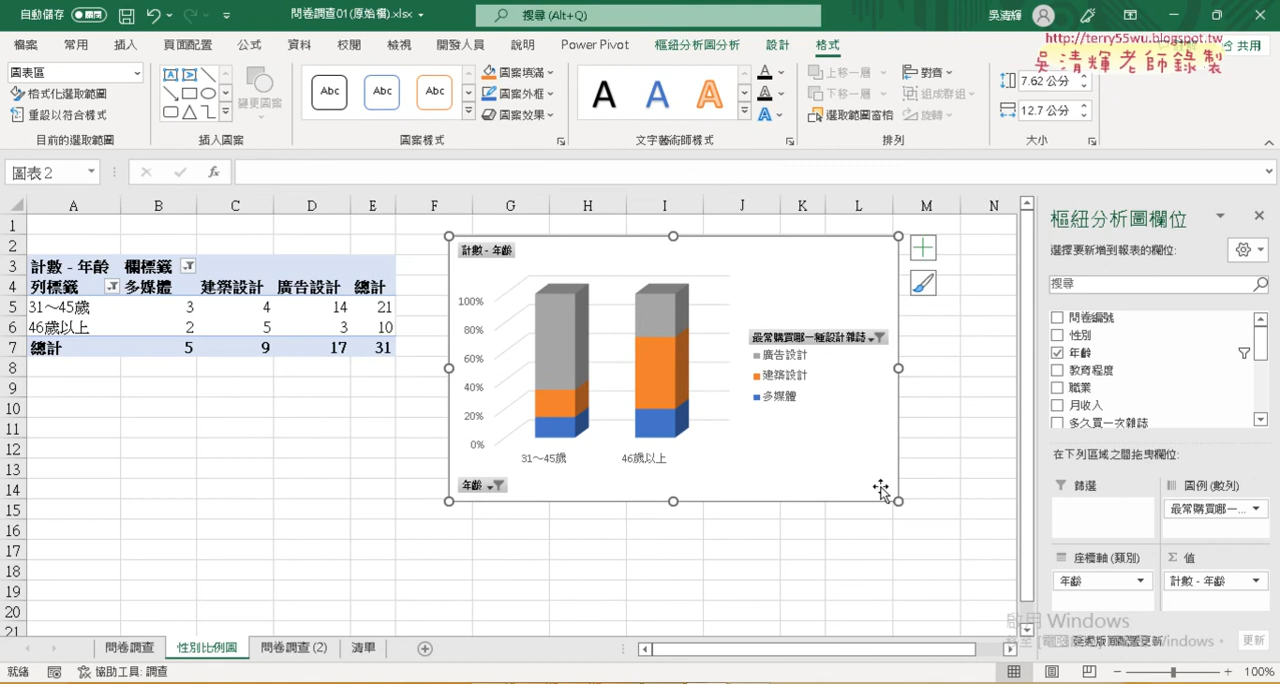 自動儲存 關閉 問卷調查01(原始檔).xlsx 搜尋 (Alt+Q) 吳清輝
http://terry55wu.blogspot.tw
吳清輝老師錄製
檔案 常用 插入 頁面配置 公式 資料 校閱 檢視 開發人員 說明 Power Pivot 樞紐分析圖分析 設計 格式 共用
圖表區 圖案填滿 上移一層 對齊 7.62 公分
格式化選取範圍 變更圖案 Abc Abc Abc 圖案外框 A A A 下移一層 組成群組
重設以符合樣式 圖案效果 選取範圍窗格 旋轉 12.7 公分
目前的選取範圍 插入圖案 圖案樣式 文字藝術師樣式 排列 大小
圖表2 fx
A B C D E F G H I J K L M N
1
2
3 計數 - 年齡 欄標籤
4 列標籤 多媒體 建築設計 廣告設計 總計
5 31～45歲 3 4 14 21
6 46歲以上 2 5 3 10
7 總計 5 9 17 31
8
9
10
11
12
13
14
15
16
17
18
19
20
21
計數 - 年齡
100%
80%
60%
40%
20%
0%
31～45歲 46歲以上
最常購買哪一種設計雜誌
廣告設計
建築設計
多媒體
年齡
樞紐分析圖欄位
選擇要新增到報表的欄位:
搜尋
問卷編號
性別
年齡
教育程度
職業
月收入
多久買一次雜誌
在下列區域之間拖曳欄位:
篩選 圖例 (數列)
最常購買哪一...
座標軸 (類別) Σ 值
年齡 計數 - 年齡
啟用 Windows
延遲版面配置更新 更新
問卷調查 性別比例圖 問卷調查 (2) 清單
就緒 協助工具: 調查 100%